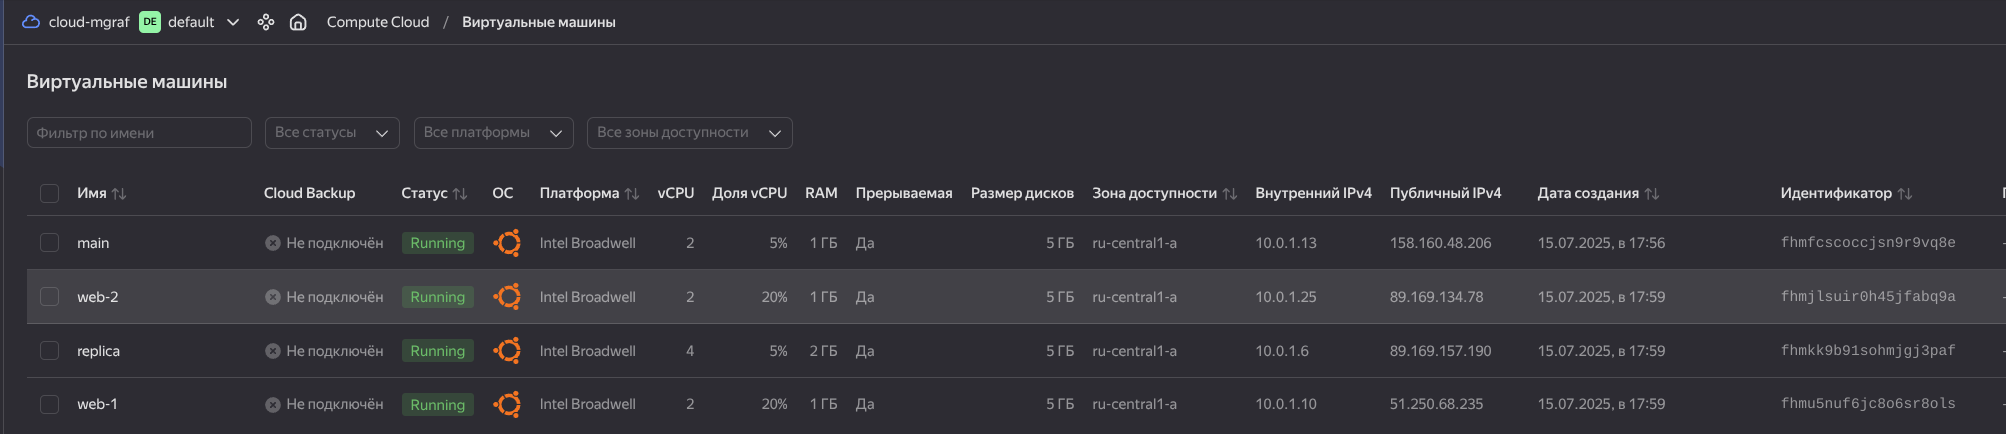 cloud-mgraf DE default Compute Cloud / Виртуальные машины
Виртуальные машины
Фильтр по имени Все статусы Все платформы Все зоны доступности
Имя Cloud Backup Статус ОС Платформа vCPU Доля vCPU RAM Прерываемая Размер дисков Зона доступности Внутренний IPv4 Публичный IPv4 Дата создания Идентификатор
main Не подключён Running Intel Broadwell 2 5% 1 ГБ Да 5 ГБ ru-central1-a 10.0.1.13 158.160.48.206 15.07.2025, в 17:56 fhmfcscoccjsn9r9vq8e
web-2 Не подключён Running Intel Broadwell 2 20% 1 ГБ Да 5 ГБ ru-central1-a 10.0.1.25 89.169.134.78 15.07.2025, в 17:59 fhmjlsuir0h45jfabq9a
replica Не подключён Running Intel Broadwell 4 5% 2 ГБ Да 5 ГБ ru-central1-a 10.0.1.6 89.169.157.190 15.07.2025, в 17:59 fhmkk9b91sohmjgj3paf
web-1 Не подключён Running Intel Broadwell 2 20% 1 ГБ Да 5 ГБ ru-central1-a 10.0.1.10 51.250.68.235 15.07.2025, в 17:59 fhmu5nuf6jc8o6sr8ols